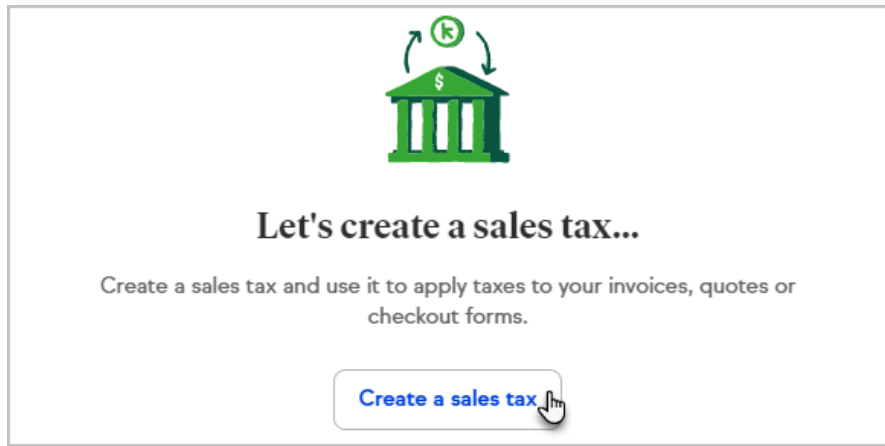 $
Let's create a sales tax...
Create a sales tax and use it to apply taxes to your invoices, quotes or
checkout forms.
Create a sales tax